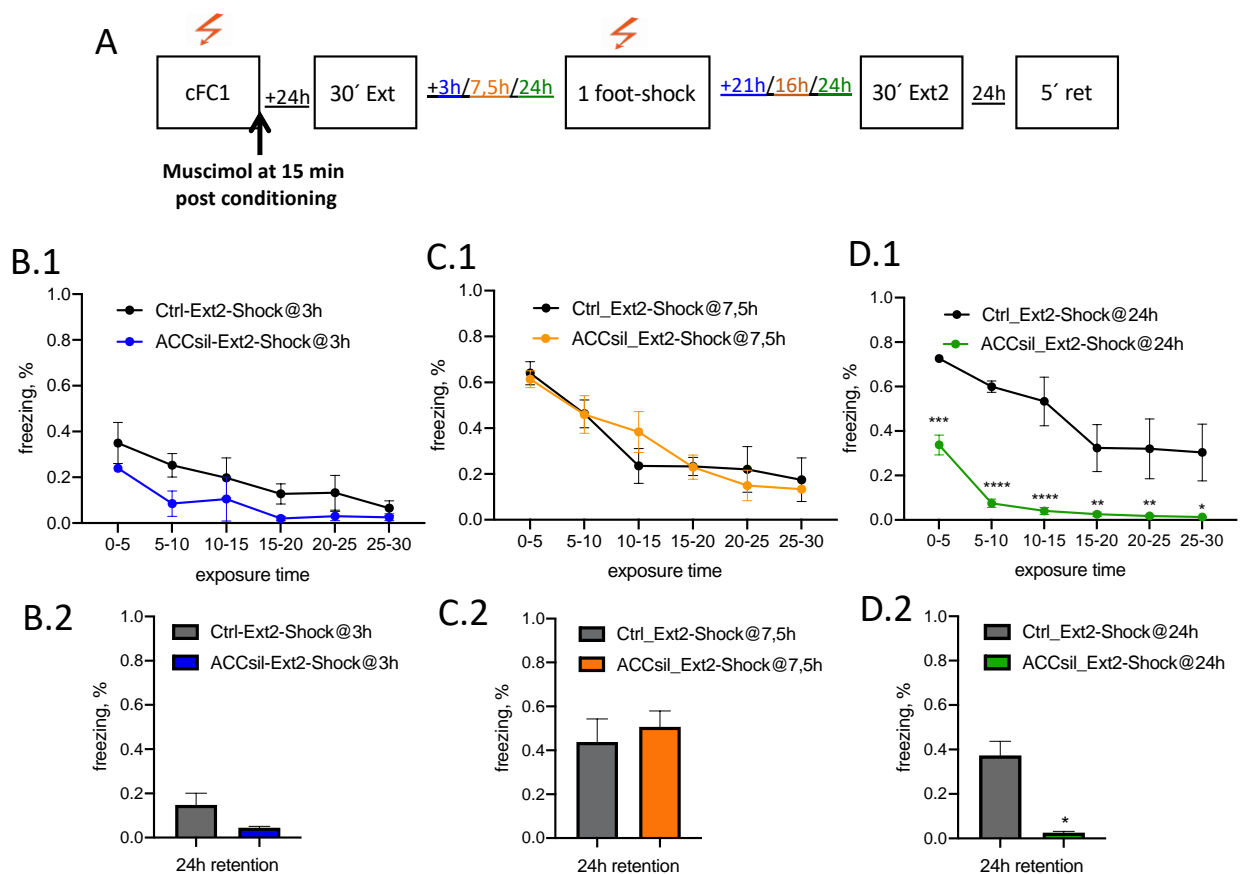 A
cFC1
+24h
30´ Ext
+3h/7,5h/24h
1 foot-shock
+21h/16h/24h
30´ Ext2
24h
5´ ret
Muscimol at 15 min
post conditioning
B.1
1.0
0.8
0.6
0.4
0.2
0.0
freezing, %
Ctrl-Ext2-Shock@3h
ACCsil-Ext2-Shock@3h
0-5
5-10
10-15
15-20
20-25
25-30
exposure time
C.1
1.0
0.8
0.6
0.4
0.2
0.0
freezing, %
Ctrl_Ext2-Shock@7,5h
ACCsil_Ext2-Shock@7,5h
0-5
5-10
10-15
15-20
20-25
25-30
exposure time
D.1
1.0
0.8
0.6
0.4
0.2
0.0
freezing, %
Ctrl_Ext2-Shock@24h
ACCsil_Ext2-Shock@24h
***
****
****
**
**
*
0-5
5-10
10-15
15-20
20-25
25-30
exposure time
B.2
1.0
0.8
0.6
0.4
0.2
0.0
freezing, %
Ctrl-Ext2-Shock@3h
ACCsil-Ext2-Shock@3h
24h retention
C.2
1.0
0.8
0.6
0.4
0.2
0.0
freezing, %
Ctrl_Ext2-Shock@7,5h
ACCsil_Ext2-Shock@7,5h
24h retention
D.2
1.0
0.8
0.6
0.4
0.2
0.0
freezing, %
Ctrl_Ext2-Shock@24h
ACCsil_Ext2-Shock@24h
*
24h retention